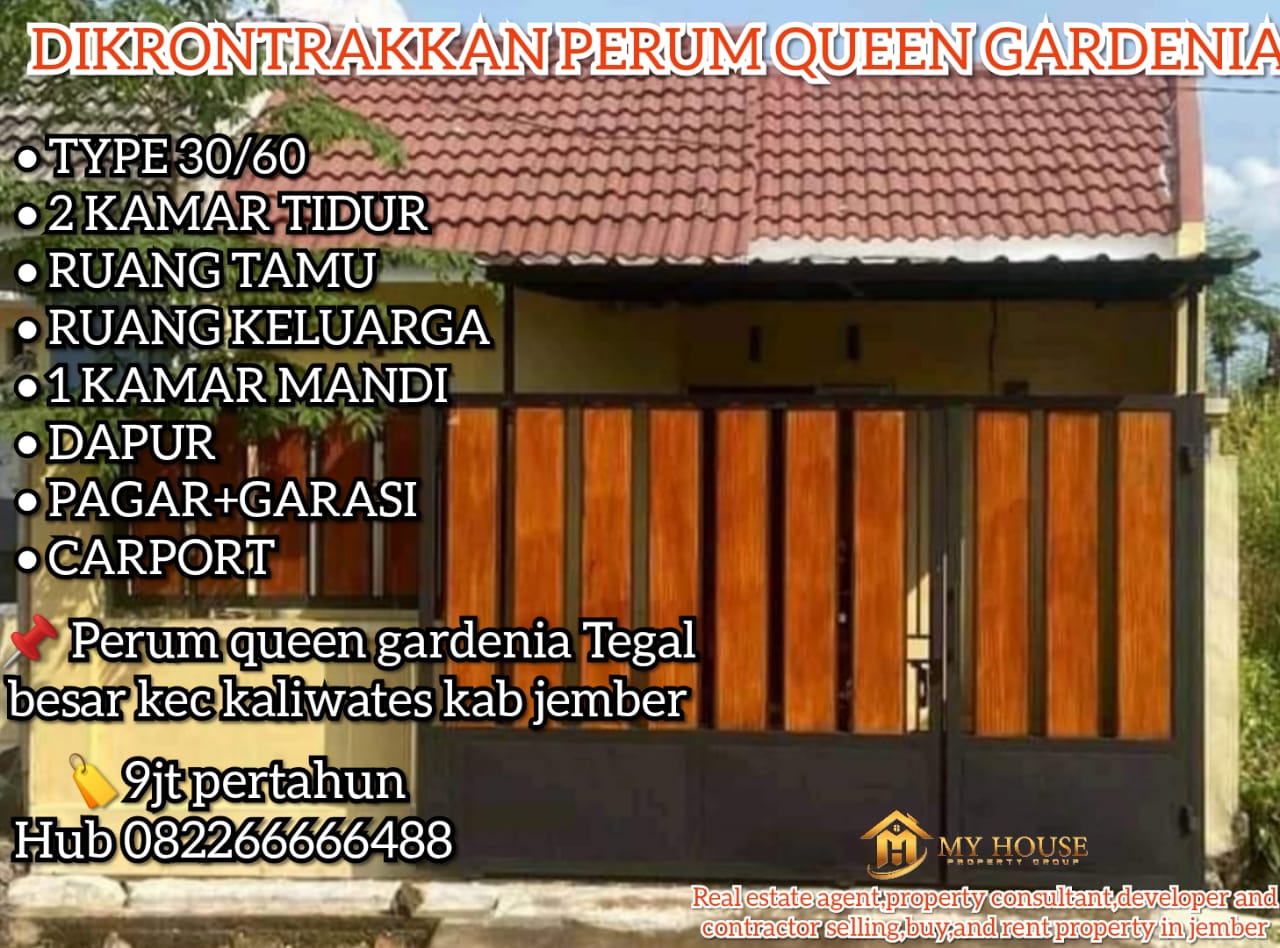 DIKRONTRAKKAN PERUM QUEEN GARDENIA
• TYPE 30/60
• 2 KAMAR TIDUR
• RUANG TAMU
• RUANG KELUARGA
• 1 KAMAR MANDI
• DAPUR
• PAGAR+GARASI
• CARPORT
📌 Perum queen gardenia Tegal
besar kec kaliwates kab jember
🏷️ 9jt pertahun
Hub 082266666488
MY HOUSE
PROPERTY GROUP
Real estate agent,property consultant,developer and
contractor selling,buy,and rent property in jember